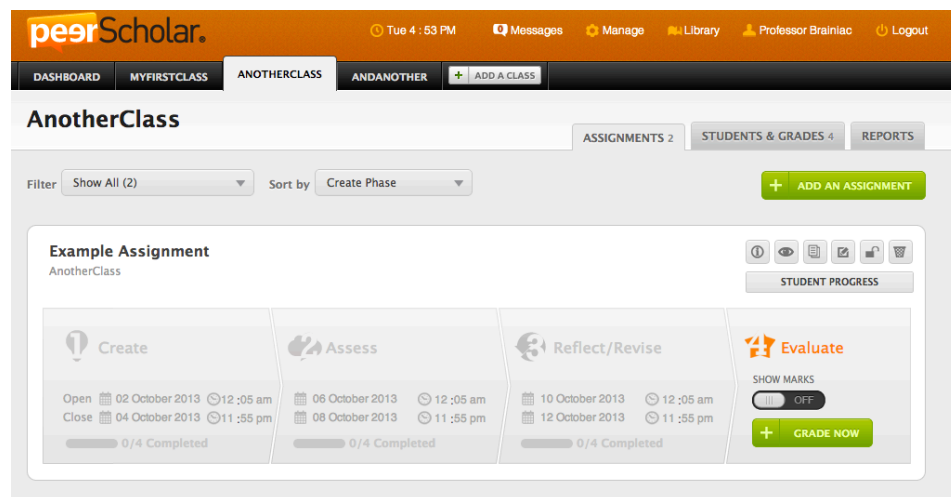 peerScholar.
Tue 4 : 53 PM 0 Messages Manage Library Professor Brainiac Logout
DASHBOARD MYFIRSTCLASS ANOTHERCLASS ANDANOTHER + ADD A CLASS
AnotherClass
ASSIGNMENTS 2 STUDENTS & GRADES 4 REPORTS
Filter Show All (2) Sort by Create Phase
+ ADD AN ASSIGNMENT
Example Assignment
AnotherClass
STUDENT PROGRESS
1 Create 2 Assess 3 Reflect/Revise 4 Evaluate
SHOW MARKS
Open 02 October 2013 12 :05 am 06 October 2013 12 :05 am 10 October 2013 12 :05 am OFF
Close 04 October 2013 11 :55 pm 08 October 2013 11 :55 pm 12 October 2013 11 :55 pm
+ GRADE NOW
0/4 Completed 0/4 Completed 0/4 Completed